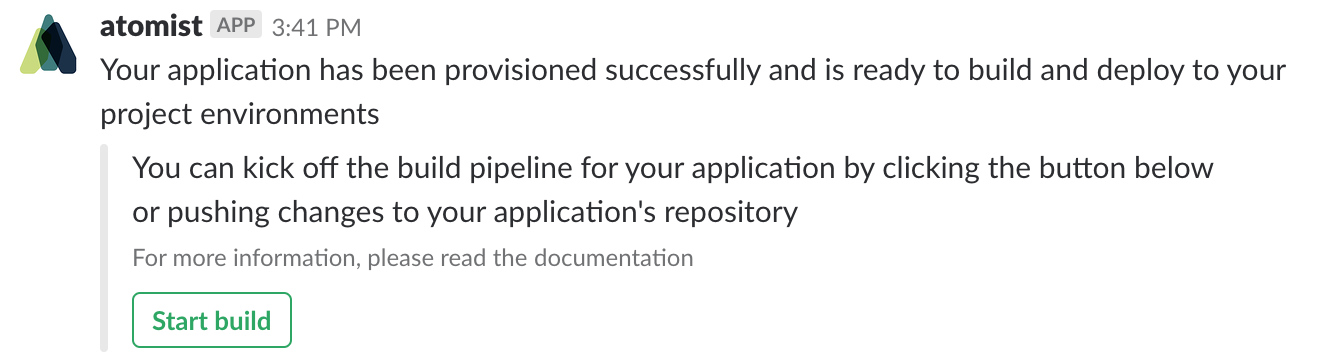 atomist APP 3:41 PM
Your application has been provisioned successfully and is ready to build and deploy to your
project environments
You can kick off the build pipeline for your application by clicking the button below
or pushing changes to your application's repository
For more information, please read the documentation
Start build